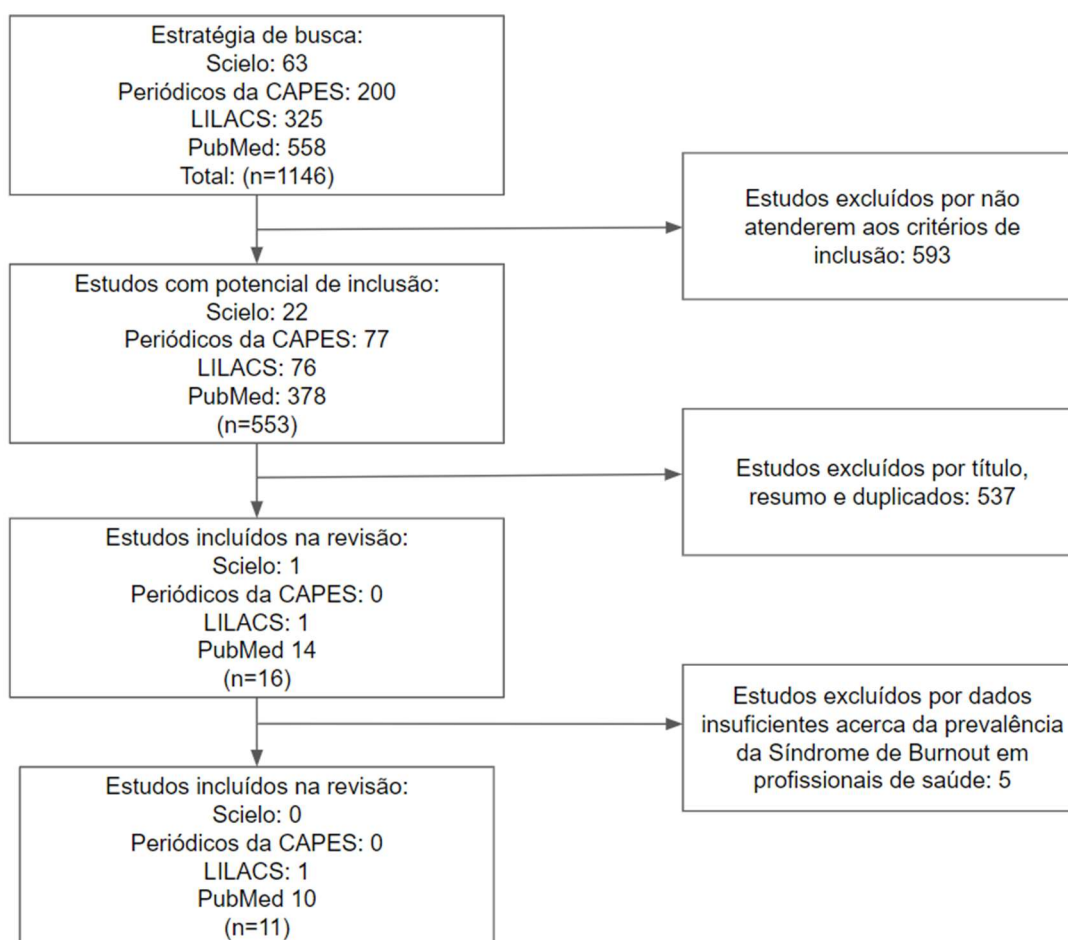 Estratégia de busca:
Scielo: 63
Periódicos da CAPES: 200
LILACS: 325
PubMed: 558
Total: (n=1146)
Estudos excluídos por não
atenderem aos critérios de
inclusão: 593
Estudos com potencial de inclusão:
Scielo: 22
Periódicos da CAPES: 77
LILACS: 76
PubMed: 378
(n=553)
Estudos excluídos por título,
resumo e duplicados: 537
Estudos incluídos na revisão:
Scielo: 1
Periódicos da CAPES: 0
LILACS: 1
PubMed 14
(n=16)
Estudos excluídos por dados
insuficientes acerca da prevalência
da Síndrome de Burnout em
profissionais de saúde: 5
Estudos incluídos na revisão:
Scielo: 0
Periódicos da CAPES: 0
LILACS: 1
PubMed 10
(n=11)